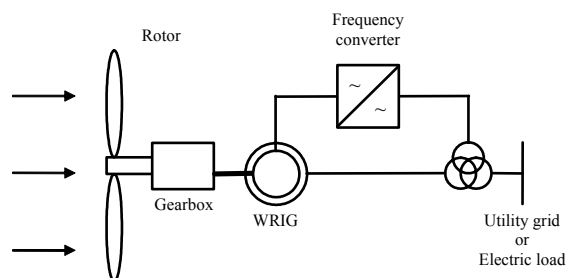 Frequency
converter
Rotor
~
~
Gearbox
WRIG
Utility grid
or
Electric load